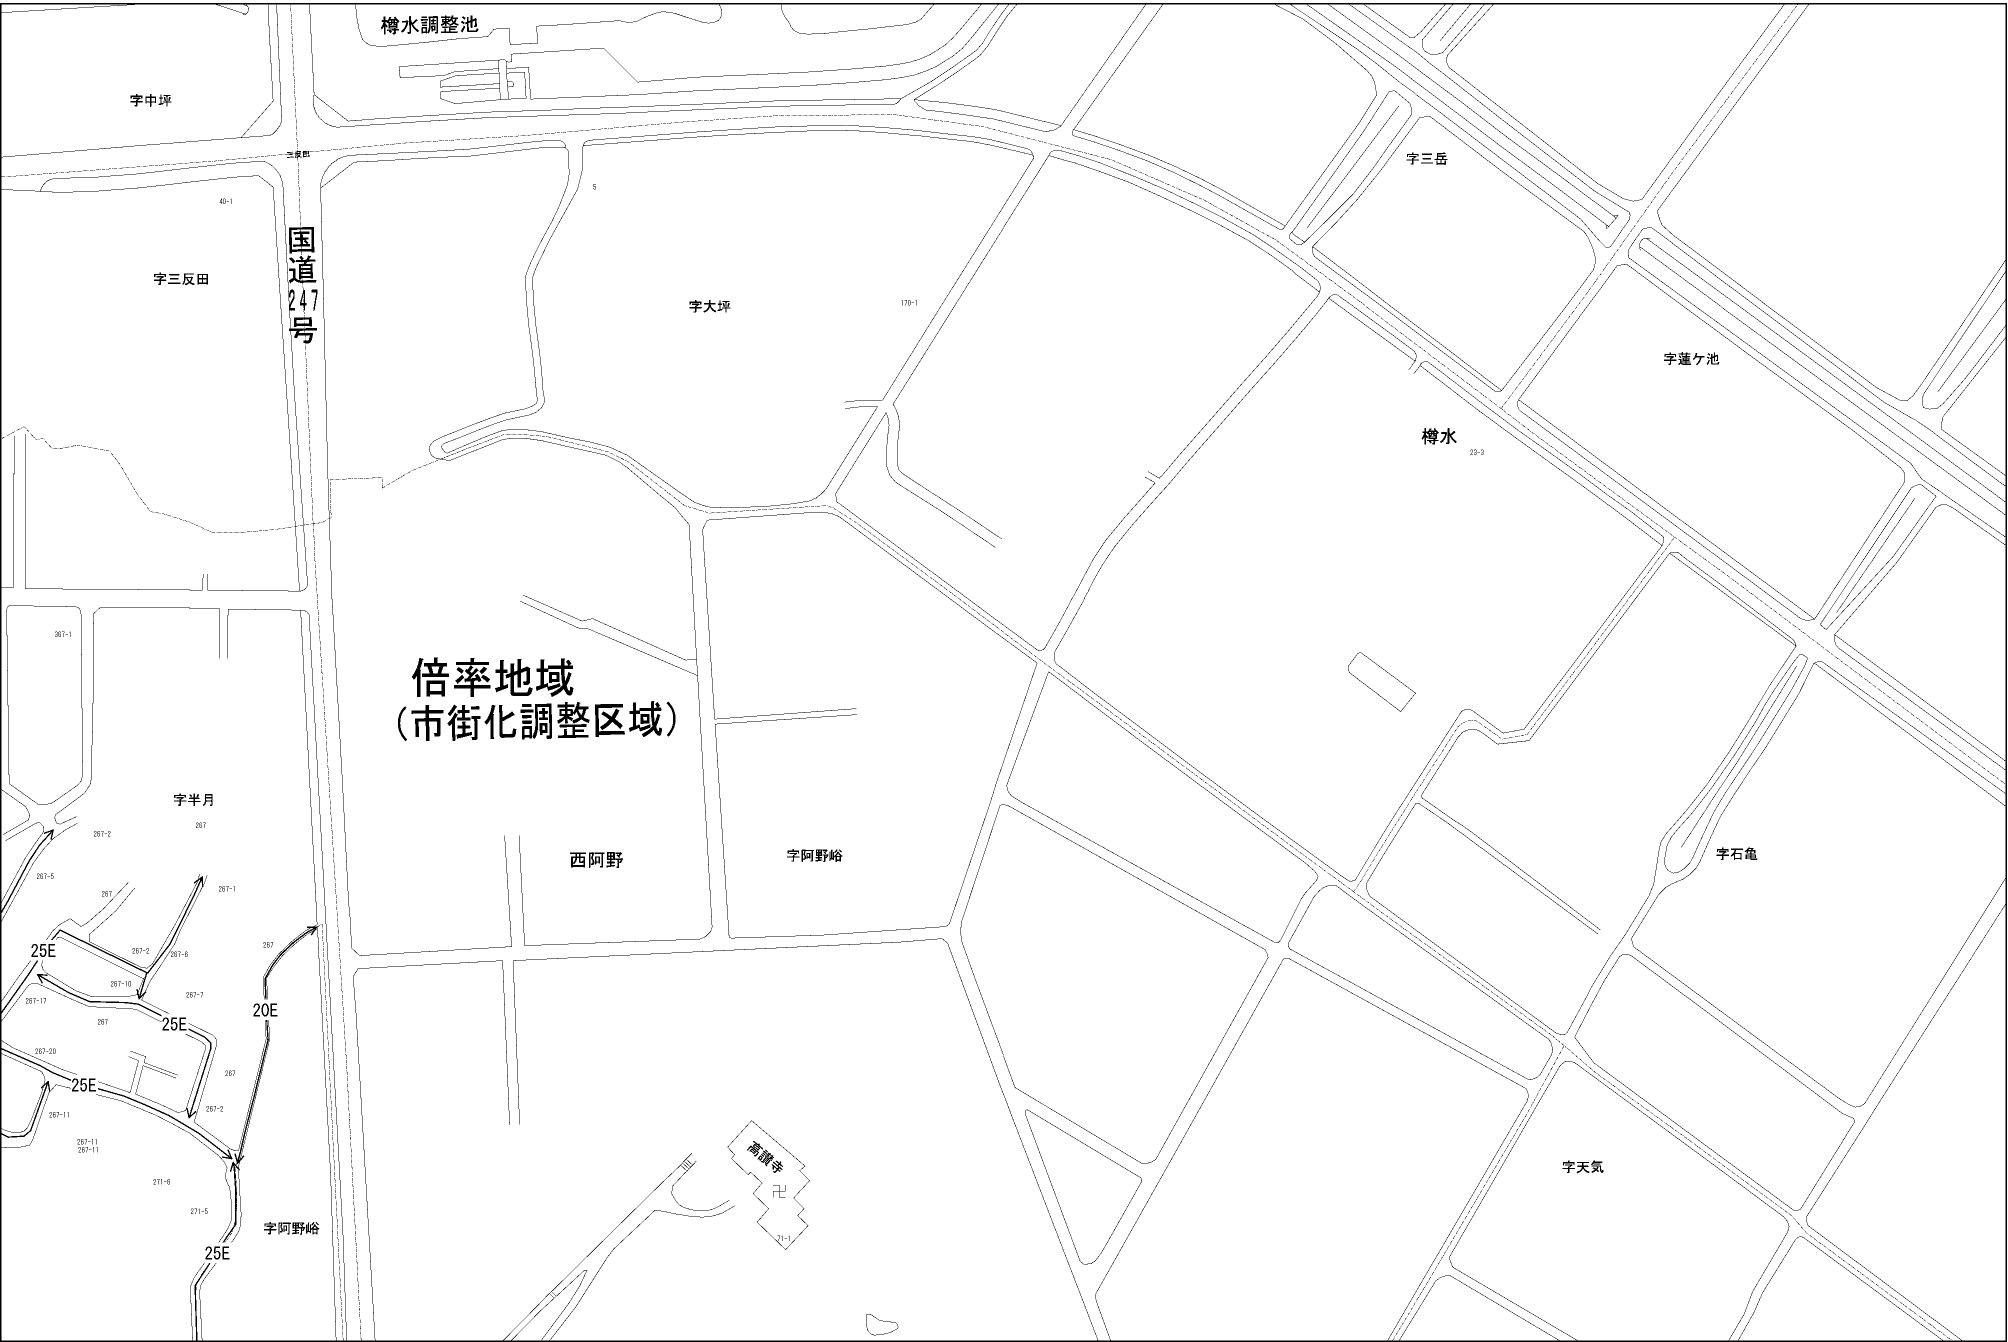 樽水調整池
字中坪
三反田
字三岳
5
40-1
国道247号
字三反田
字大坪
170-1
字蓮ケ池
樽水
23-3
367-1
倍率地域
(市街化調整区域)
字半月
267
267-2
西阿野
字阿野峪
字石亀
267-5
267
267-1
25E
267-2
267-6
267
267-10
267-7
267-17
20E
267
25E
267-20
267
25E
267-2
267-11
267-11
267-11
高讃寺
卍
字天気
271-6
271-5
字阿野峪
71-1
25E